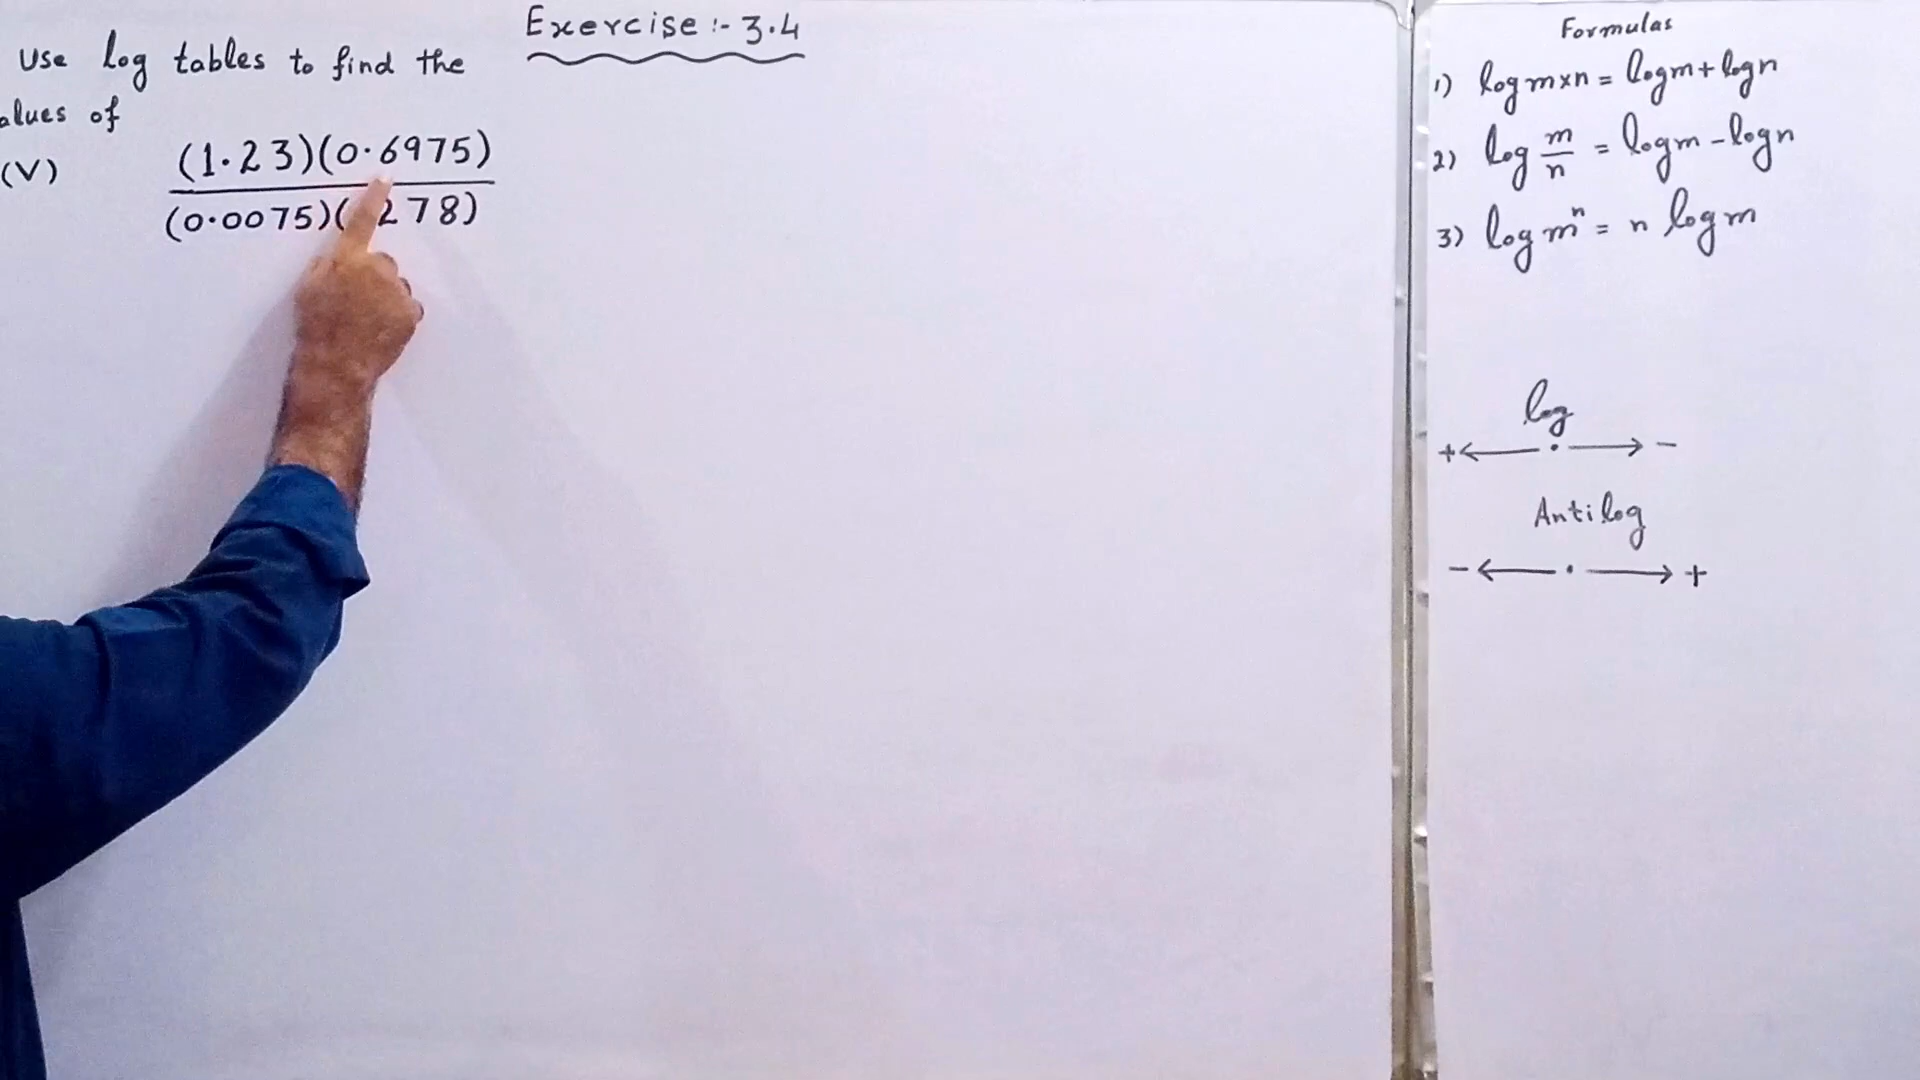 Exercise :- 3.4
Use log tables to find the
alues of
(V) (1.23)(0.6975)
(0.0075)( 278)
Formulas
1) log m×n = log m + log n
2) log m/n = log m - log n
3) log mⁿ = n log m
log
+ ← . → -
Antilog
- ← . → +